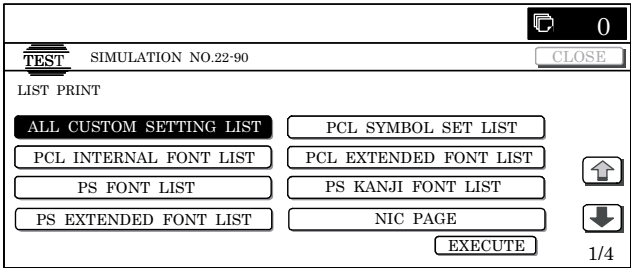 0
TEST SIMULATION NO.22-90 CLOSE
LIST PRINT
ALL CUSTOM SETTING LIST PCL SYMBOL SET LIST
PCL INTERNAL FONT LIST PCL EXTENDED FONT LIST
PS FONT LIST PS KANJI FONT LIST
PS EXTENDED FONT LIST NIC PAGE
EXECUTE
1/4